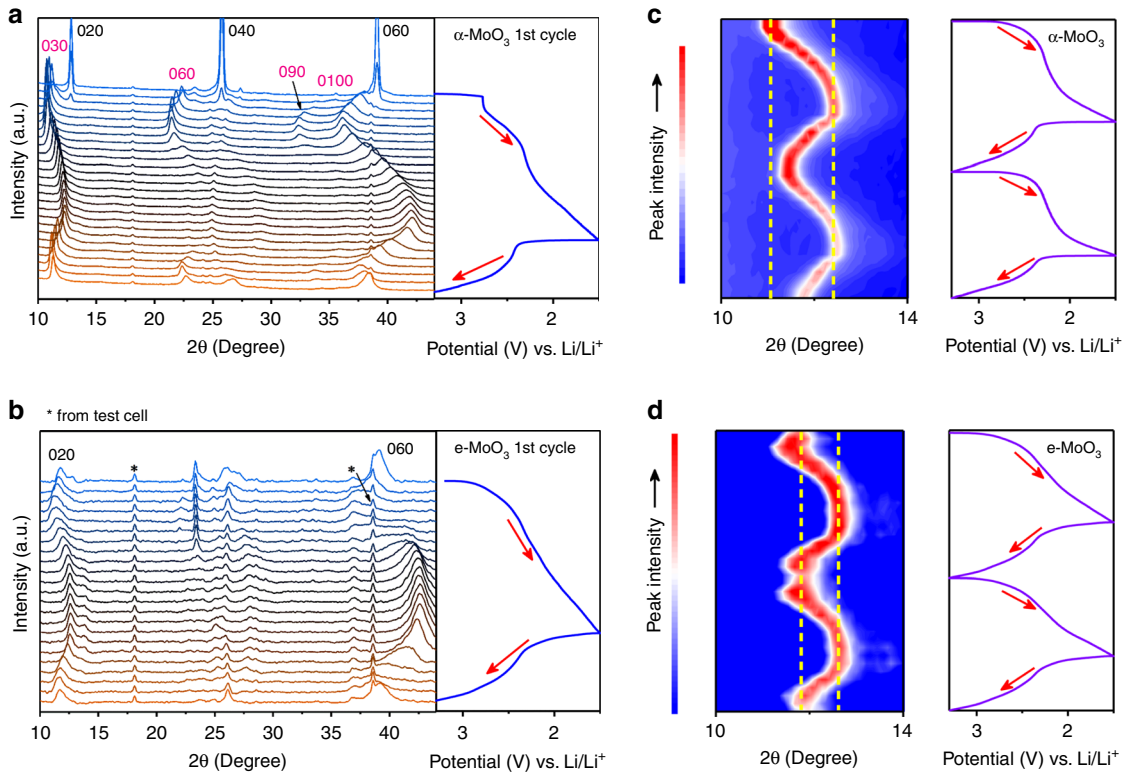 a
030
020
040
060
060
090
0100
α-MoO3 1st cycle
Intensity (a.u.)
10 15 20 25 30 35 40
3 2
2θ (Degree)
Potential (V) vs. Li/Li+
c
Peak intensity
α-MoO3
10 14
3 2
2θ (Degree)
Potential (V) vs. Li/Li+
b
* from test cell
020
*
*
060
e-MoO3 1st cycle
Intensity (a.u.)
10 15 20 25 30 35 40
3 2
2θ (Degree)
Potential (V) vs. Li/Li+
d
Peak intensity
e-MoO3
10 14
3 2
2θ (Degree)
Potential (V) vs. Li/Li+